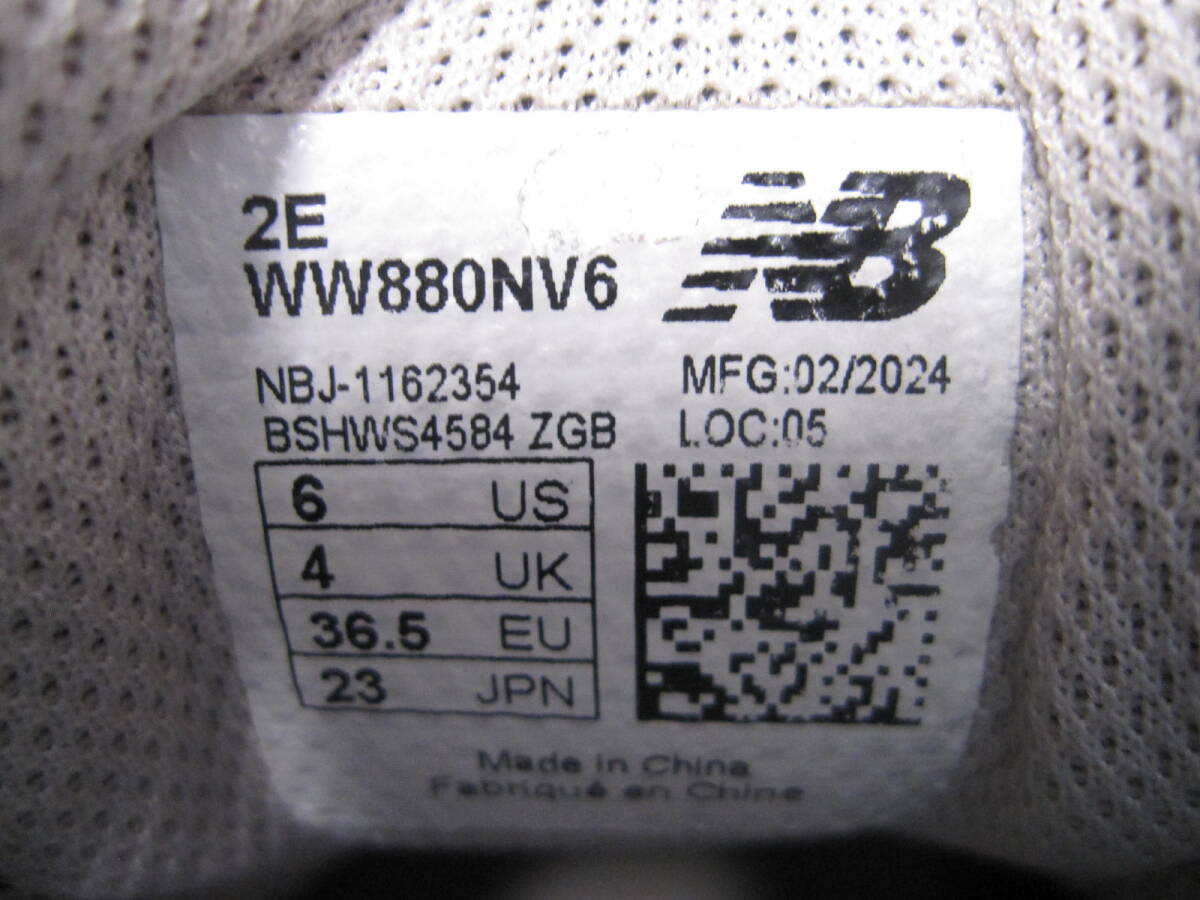 2E
WW880NV6
NB
NBJ-1162354
MFG:02/2024
BSHWS4584 ZGB
LOC:05
6 US
4 UK
36.5 EU
23 JPN
Made in China
Fabriqué en Chine